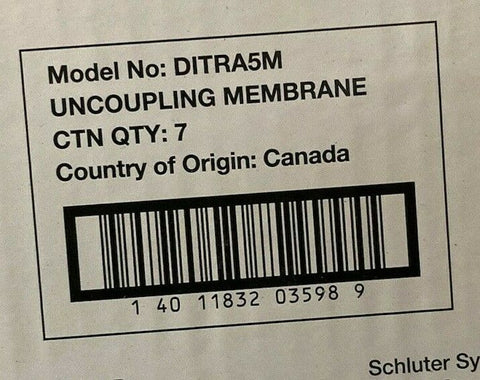 Model No: DITRA5M
UNCOUPLING MEMBRANE
CTN QTY: 7
Country of Origin: Canada
1 40 11832 03598 9
Schluter Sy